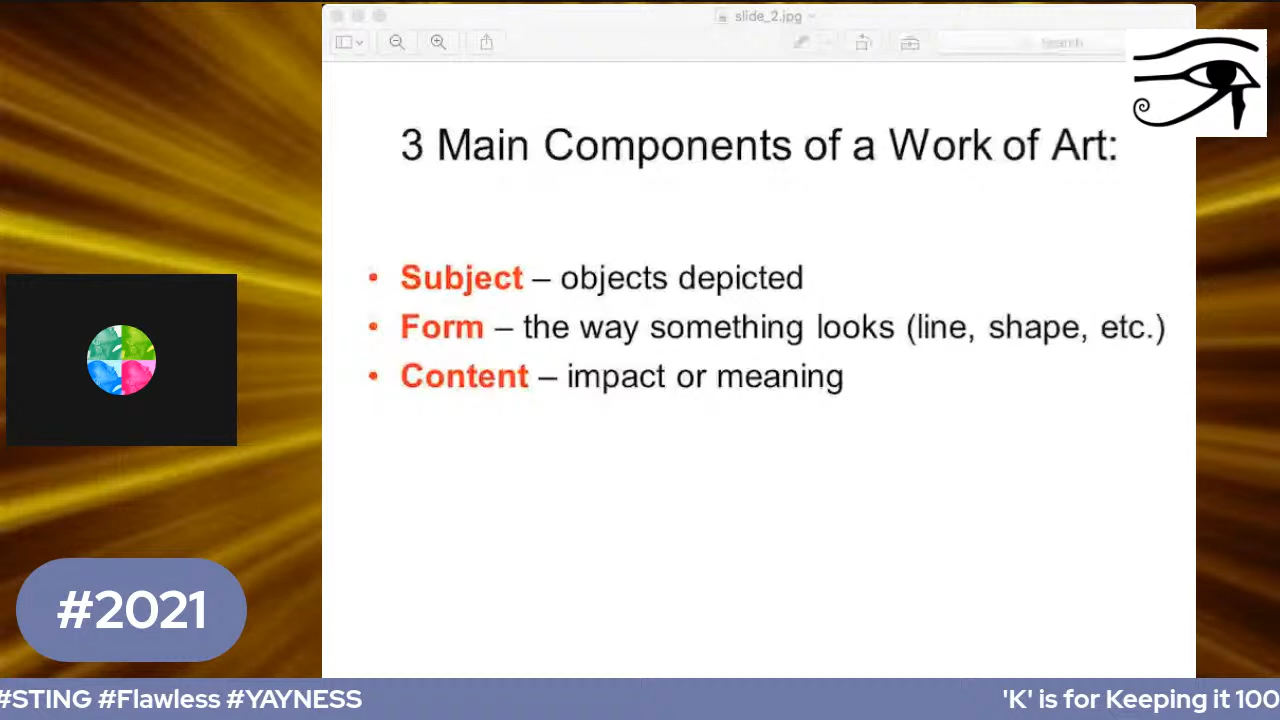 slide_2.jpg
Search
3 Main Components of a Work of Art:
• Subject – objects depicted
• Form – the way something looks (line, shape, etc.)
• Content – impact or meaning
#2021
#STING #Flawless #YAYNESS
'K' is for Keeping it 100